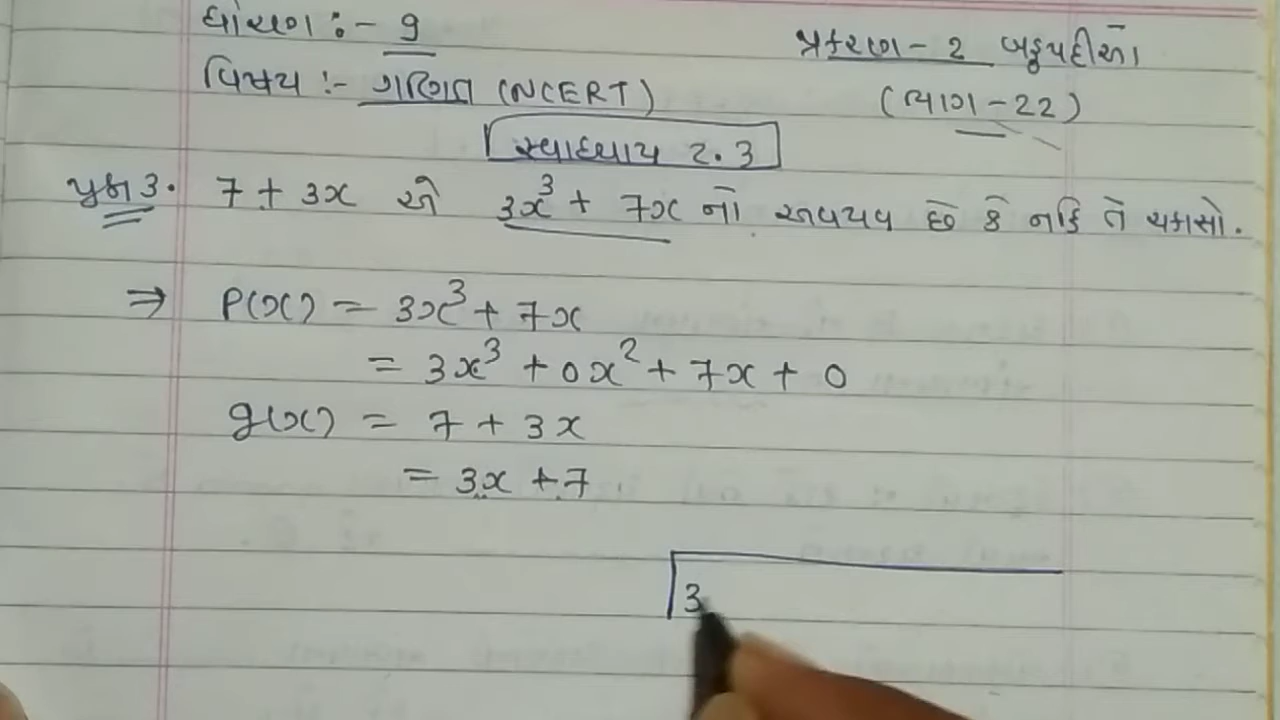 ધોરણ :- 9
પ્રકરણ - 2 બહુપદીઓ
વિષય :- ગણિત (NCERT)
(ભાગ - 22)
સ્વાધ્યાય 2.3
પ્રશ્ન 3. 7 + 3x એ 3x³ + 7x નો અવયવ છે કે નહિ તે ચકાસો.
⇒ P(x) = 3x³ + 7x
= 3x³ + 0x² + 7x + 0
g(x) = 7 + 3x
= 3x + 7
3